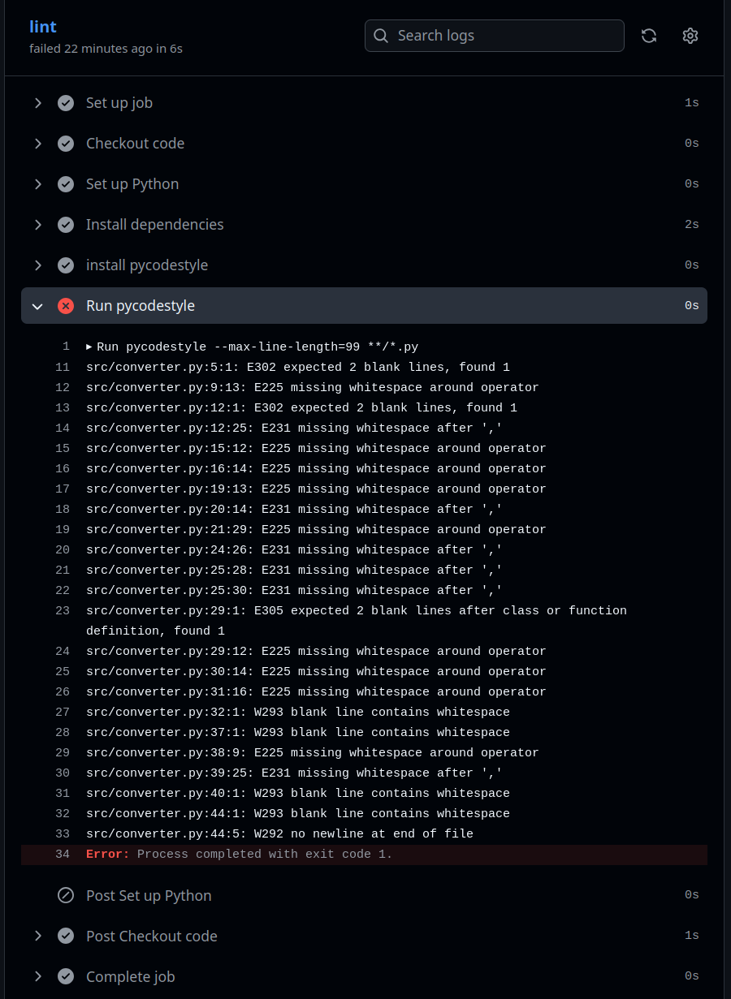 lint
failed 22 minutes ago in 6s
Search logs
Set up job 1s
Checkout code 0s
Set up Python 0s
Install dependencies 2s
install pycodestyle 0s
Run pycodestyle 0s
1 ▶ Run pycodestyle --max-line-length=99 **/*.py
11 src/converter.py:5:1: E302 expected 2 blank lines, found 1
12 src/converter.py:9:13: E225 missing whitespace around operator
13 src/converter.py:12:1: E302 expected 2 blank lines, found 1
14 src/converter.py:12:25: E231 missing whitespace after ','
15 src/converter.py:15:12: E225 missing whitespace around operator
16 src/converter.py:16:14: E225 missing whitespace around operator
17 src/converter.py:19:13: E225 missing whitespace around operator
18 src/converter.py:20:14: E231 missing whitespace after ','
19 src/converter.py:21:29: E225 missing whitespace around operator
20 src/converter.py:24:26: E231 missing whitespace after ','
21 src/converter.py:25:28: E231 missing whitespace after ','
22 src/converter.py:25:30: E231 missing whitespace after ','
23 src/converter.py:29:1: E305 expected 2 blank lines after class or function
definition, found 1
24 src/converter.py:29:12: E225 missing whitespace around operator
25 src/converter.py:30:14: E225 missing whitespace around operator
26 src/converter.py:31:16: E225 missing whitespace around operator
27 src/converter.py:32:1: W293 blank line contains whitespace
28 src/converter.py:37:1: W293 blank line contains whitespace
29 src/converter.py:38:9: E225 missing whitespace around operator
30 src/converter.py:39:25: E231 missing whitespace after ','
31 src/converter.py:40:1: W293 blank line contains whitespace
32 src/converter.py:44:1: W293 blank line contains whitespace
33 src/converter.py:44:5: W292 no newline at end of file
34 Error: Process completed with exit code 1.
Post Set up Python 0s
Post Checkout code 1s
Complete job 0s